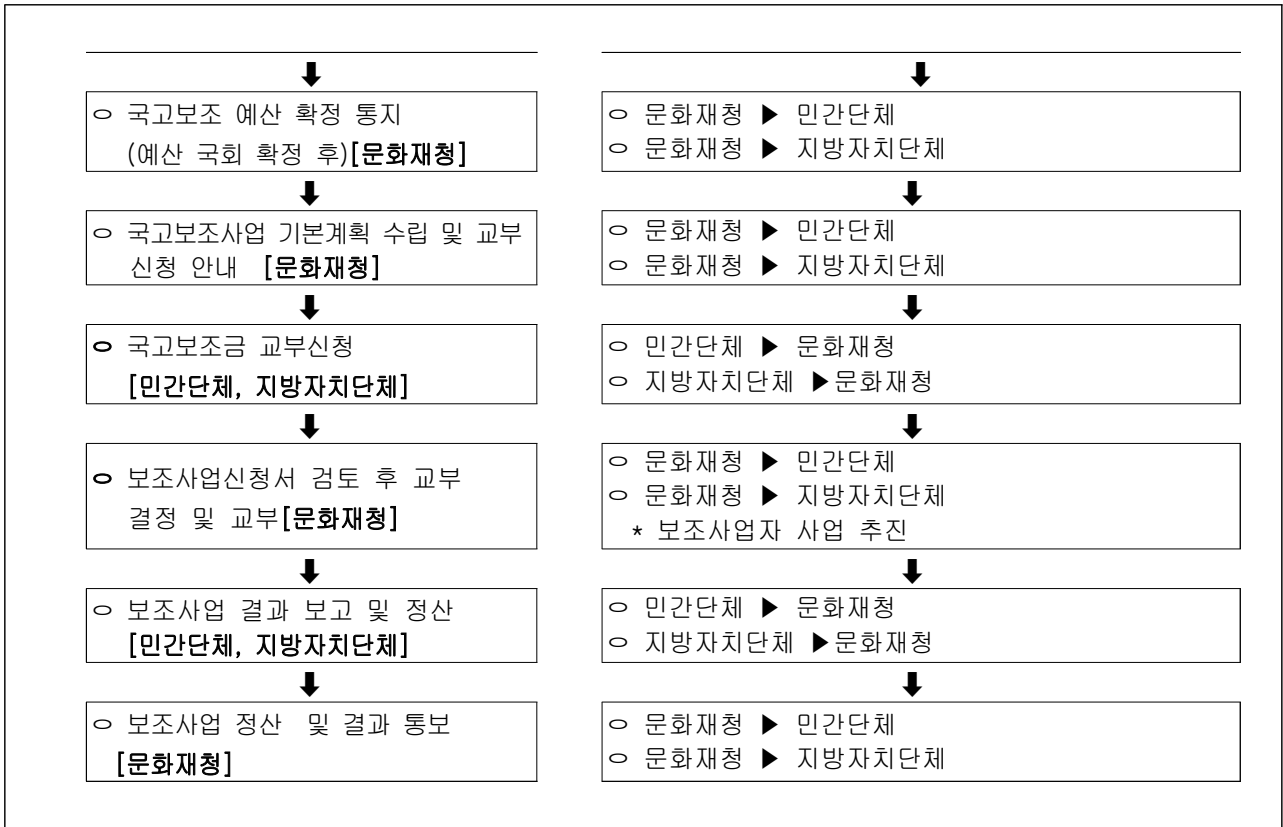 ○ 국고보조 예산 확정 통지
(예산 국회 확정 후)[문화재청]
○ 문화재청 ▶ 민간단체
○ 문화재청 ▶ 지방자치단체
○ 국고보조사업 기본계획 수립 및 교부
신청 안내 [문화재청]
○ 문화재청 ▶ 민간단체
○ 문화재청 ▶ 지방자치단체
○ 국고보조금 교부신청
[민간단체, 지방자치단체]
○ 민간단체 ▶ 문화재청
○ 지방자치단체 ▶문화재청
○ 보조사업신청서 검토 후 교부
결정 및 교부[문화재청]
○ 문화재청 ▶ 민간단체
○ 문화재청 ▶ 지방자치단체
* 보조사업자 사업 추진
○ 보조사업 결과 보고 및 정산
[민간단체, 지방자치단체]
○ 민간단체 ▶ 문화재청
○ 지방자치단체 ▶문화재청
○ 보조사업 정산 및 결과 통보
[문화재청]
○ 문화재청 ▶ 민간단체
○ 문화재청 ▶ 지방자치단체